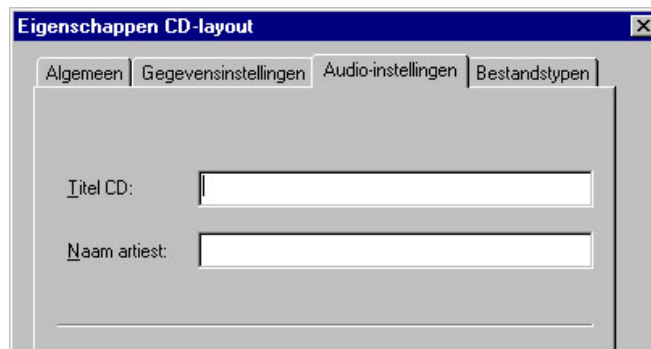 Eigenschappen CD-layout
Algemeen Gegevensinstellingen Audio-instellingen Bestandstypen
Titel CD:
Naam artiest: